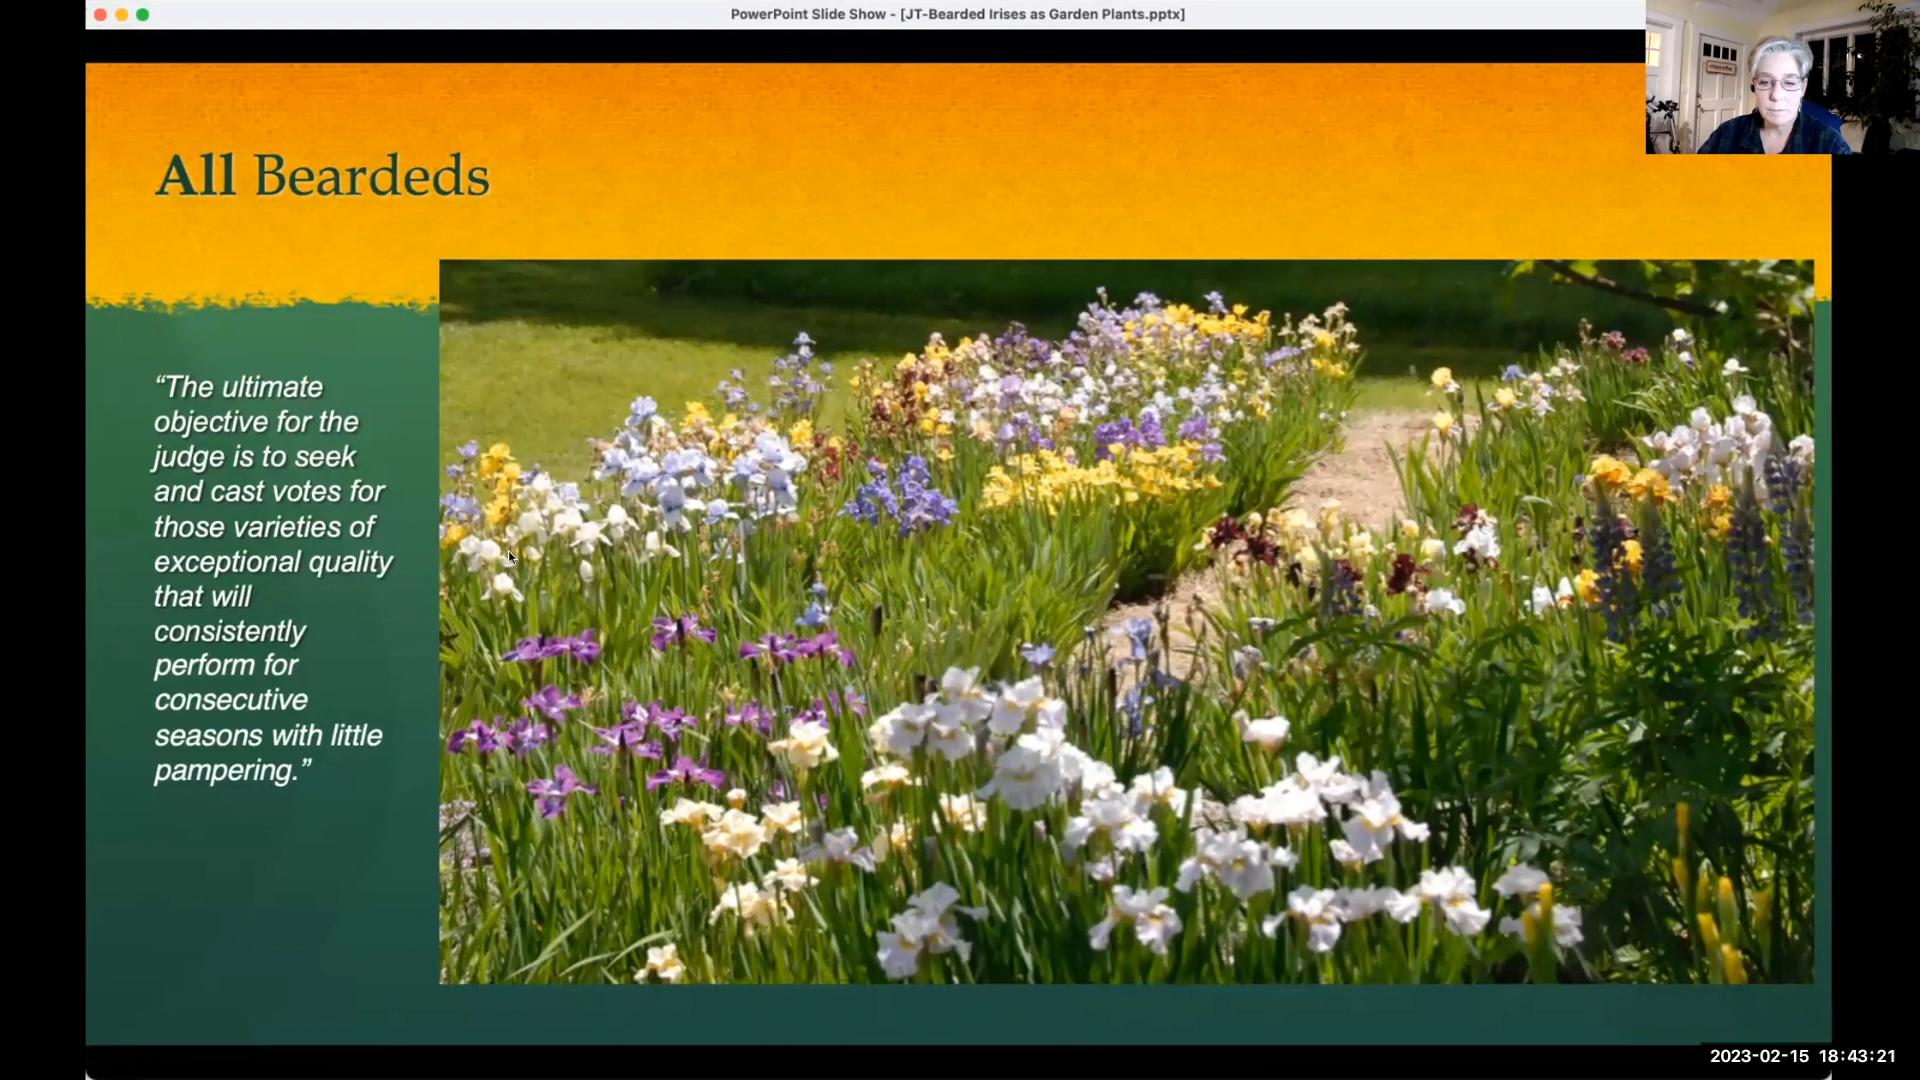 PowerPoint Slide Show - [JT-Bearded Irises as Garden Plants.pptx]
All Beardeds
“The ultimate
objective for the
judge is to seek
and cast votes for
those varieties of
exceptional quality
that will
consistently
perform for
consecutive
seasons with little
pampering.”
2023-02-15 18:43:21